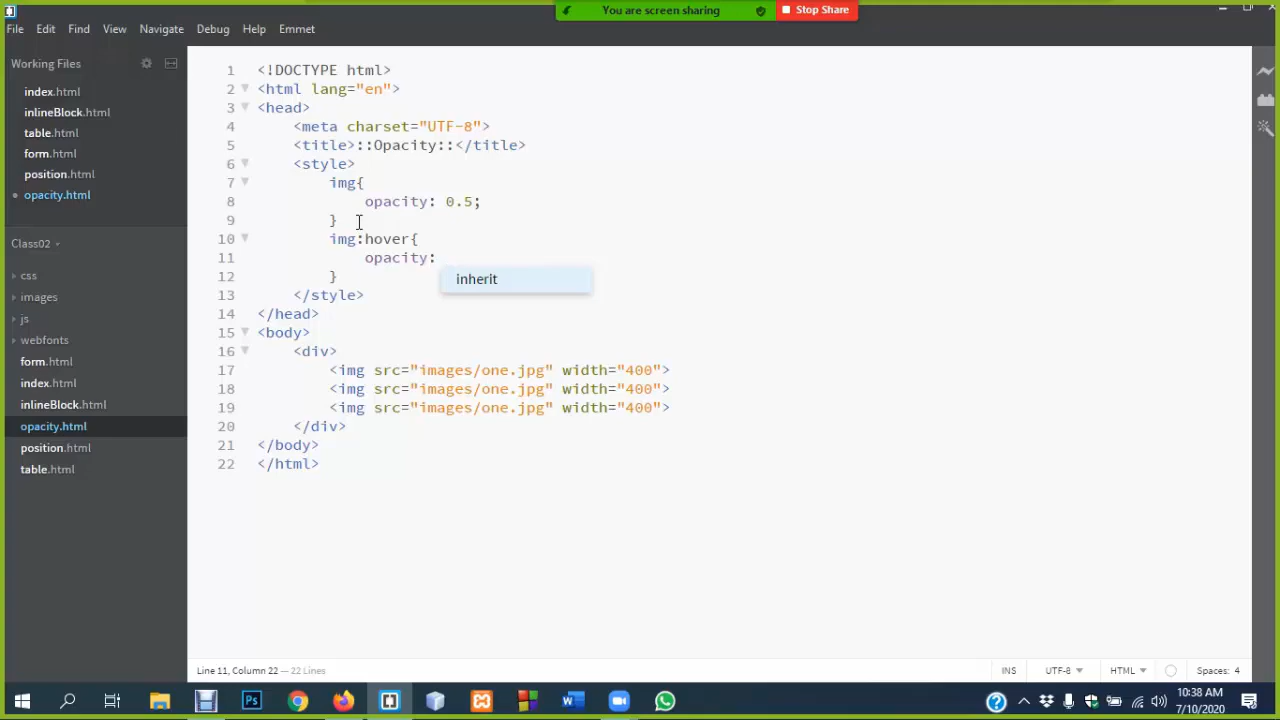 You are screen sharing
Stop Share
File Edit Find View Navigate Debug Help Emmet
Working Files
index.html
inlineBlock.html
table.html
form.html
position.html
opacity.html
Class02
css
images
js
webfonts
form.html
index.html
inlineBlock.html
opacity.html
position.html
table.html
1 <!DOCTYPE html>
2 <html lang="en">
3 <head>
4 <meta charset="UTF-8">
5 <title>::Opacity::</title>
6 <style>
7 img{
8 opacity: 0.5;
9 }
10 img:hover{
11 opacity:
12 }
inherit
13 </style>
14 </head>
15 <body>
16 <div>
17 <img src="images/one.jpg" width="400">
18 <img src="images/one.jpg" width="400">
19 <img src="images/one.jpg" width="400">
20 </div>
21 </body>
22 </html>
Line 11, Column 22 — 22 Lines
INS UTF-8 HTML Spaces: 4
10:38 AM
7/10/2020